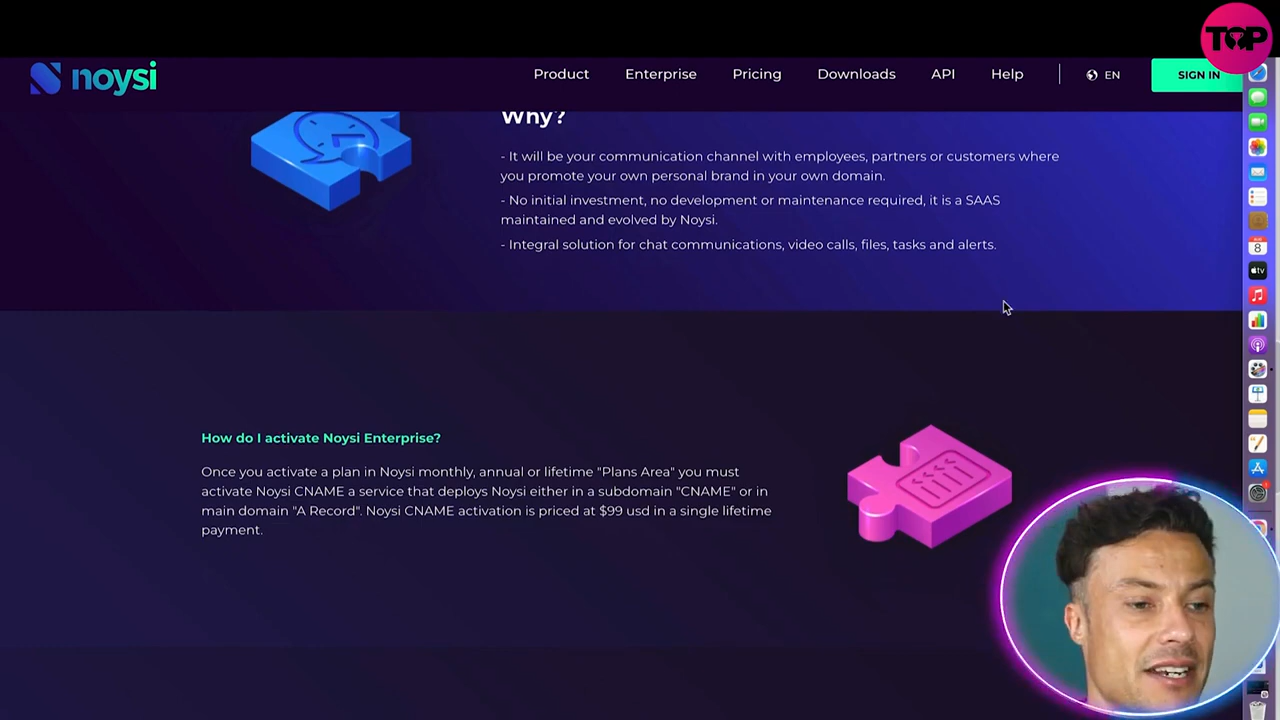 TOP
noysi
Product Enterprise Pricing Downloads API Help EN SIGN IN
Why?
- It will be your communication channel with employees, partners or customers where
you promote your own personal brand in your own domain.
- No initial investment, no development or maintenance required, it is a SAAS
maintained and evolved by Noysi.
- Integral solution for chat communications, video calls, files, tasks and alerts.
8
tv
How do I activate Noysi Enterprise?
Once you activate a plan in Noysi monthly, annual or lifetime "Plans Area" you must
activate Noysi CNAME a service that deploys Noysi either in a subdomain "CNAME" or in
main domain "A Record". Noysi CNAME activation is priced at $99 usd in a single lifetime
payment.